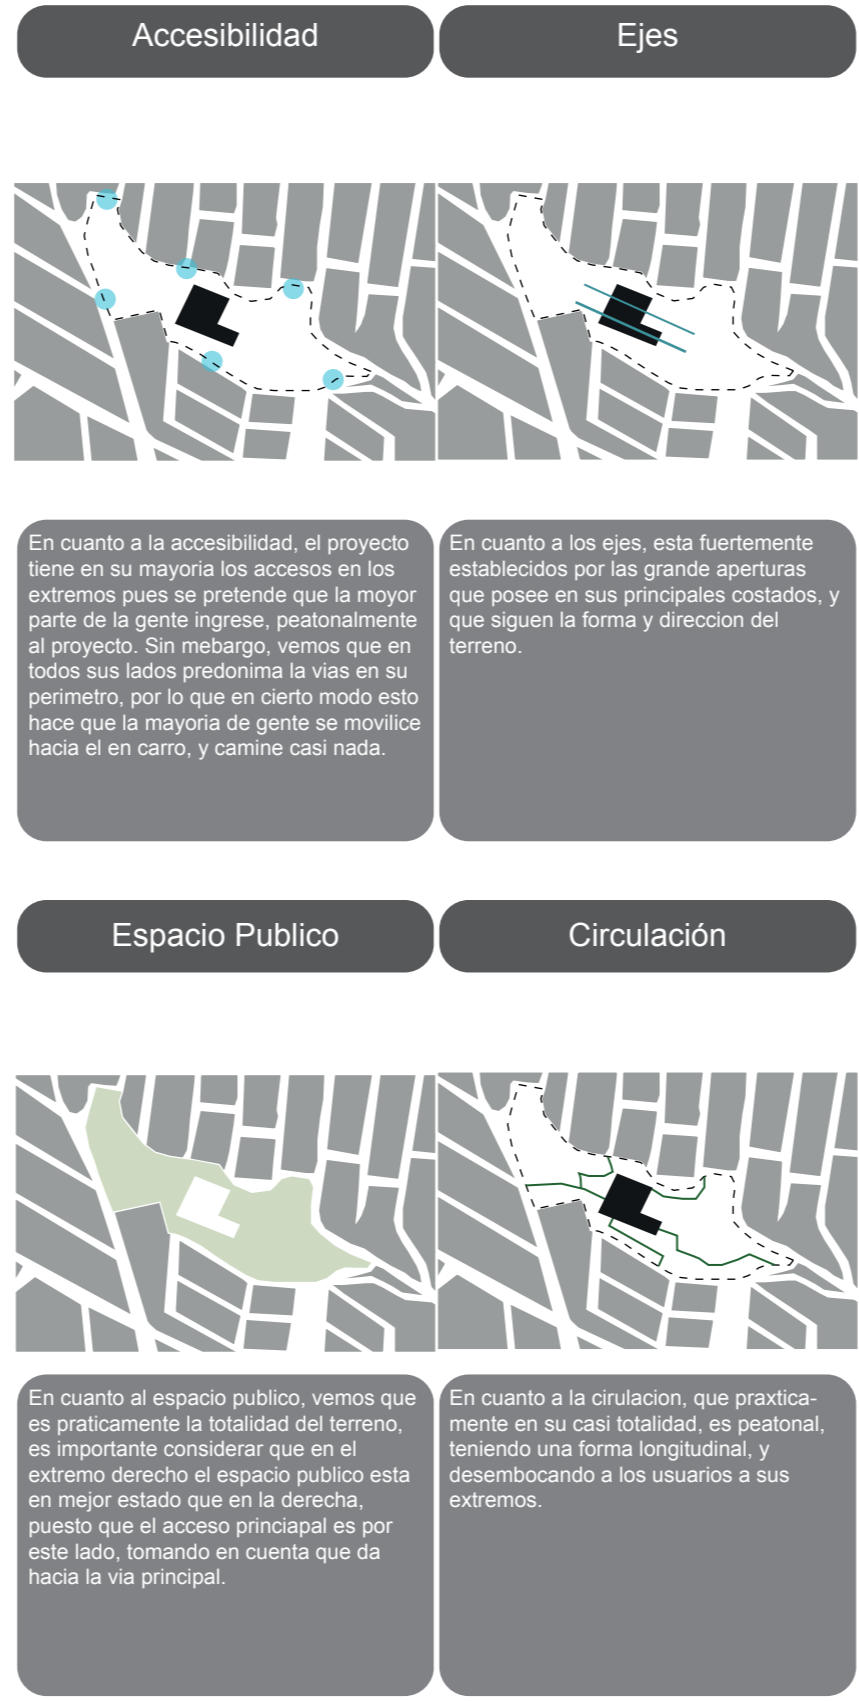 Accesibilidad
Ejes
En cuanto a la accesibilidad, el proyecto
tiene en su mayoria los accesos en los
extremos pues se pretende que la moyor
parte de la gente ingrese, peatonalmente
al proyecto. Sin mebargo, vemos que en
todos sus lados predonima la vias en su
perimetro, por lo que en cierto modo esto
hace que la mayoria de gente se movilice
hacia el en carro, y camine casi nada.
En cuanto a los ejes, esta fuertemente
establecidos por las grande aperturas
que posee en sus principales costados, y
que siguen la forma y direccion del
terreno.
Espacio Publico
Circulación
En cuanto al espacio publico, vemos que
es praticamente la totalidad del terreno,
es importante considerar que en el
extremo derecho el espacio publico esta
en mejor estado que en la derecha,
puesto que el acceso princiapal es por
este lado, tomando en cuenta que da
hacia la via principal.
En cuanto a la cirulacion, que praxtica-
mente en su casi totalidad, es peatonal,
teniendo una forma longitudinal, y
desembocando a los usuarios a sus
extremos.